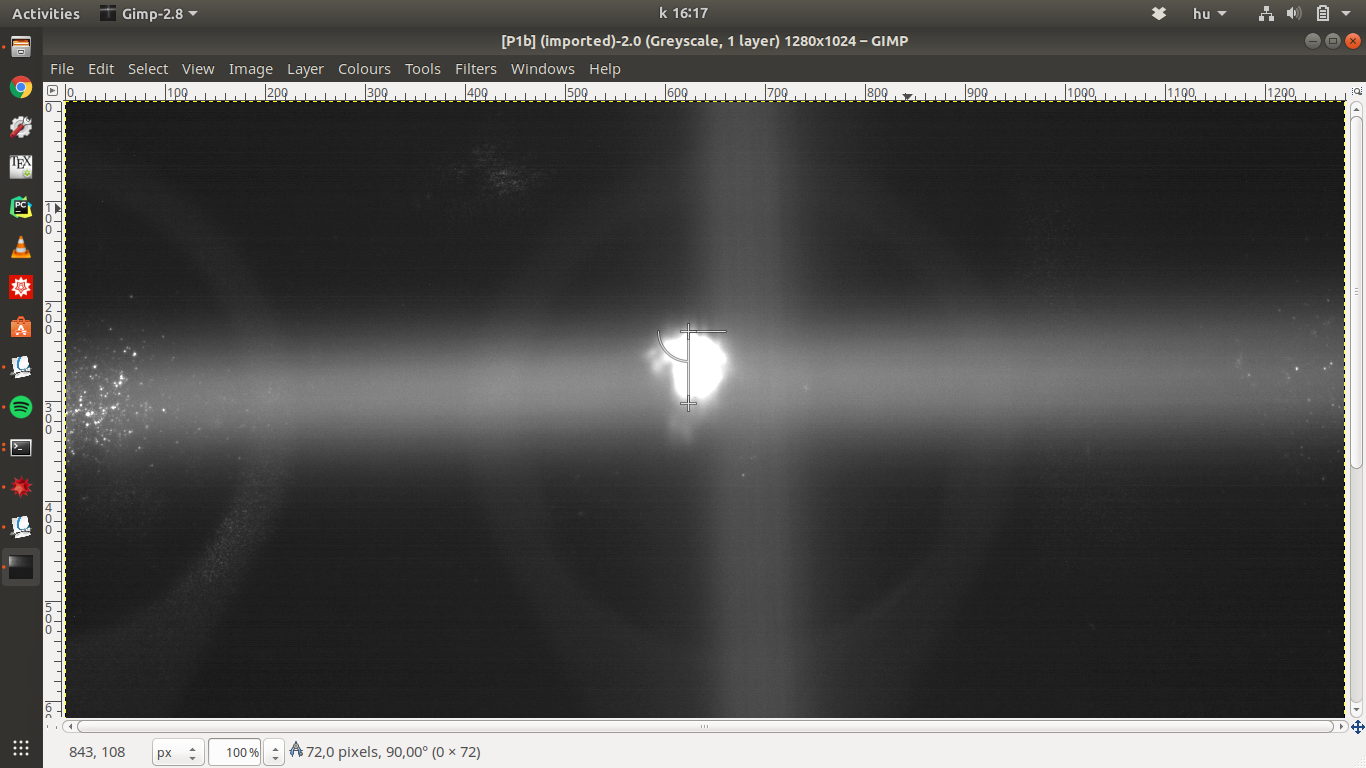 Activities Gimp-2.8 k 16:17 hu
[P1b] (imported)-2.0 (Greyscale, 1 layer) 1280x1024 – GIMP
File Edit Select View Image Layer Colours Tools Filters Windows Help
0 100 200 300 400 500 600 700 800 900 1000 1100 1200
0
100
200
300
400
500
6
TEX
PC
843, 108 px 100 % 72,0 pixels, 90,00° (0 × 72)